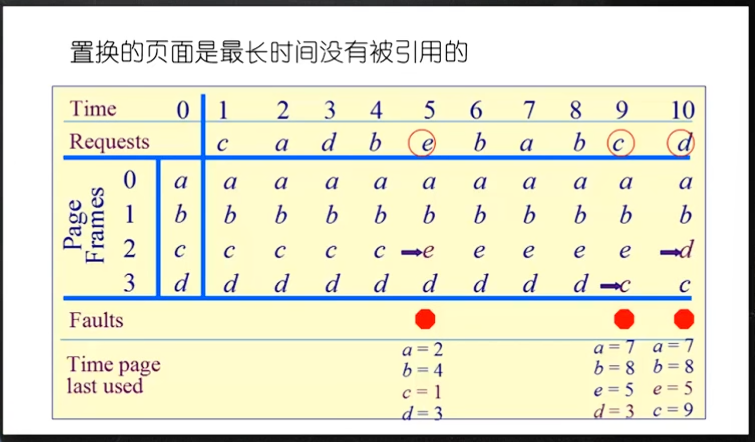 置换的页面是最长时间没有被引用的
Time 0 1 2 3 4 5 6 7 8 9 10
Requests c a d b e b a b c d
Page Frames
0 a a a a a a a a a a a
1 b b b b b b b b b b b
2 c c c c c e e e e e d
3 d d d d d d d d d c c
Faults
Time page last used
a = 2 a = 7 a = 7
b = 4 b = 8 b = 8
c = 1 e = 5 e = 5
d = 3 d = 3 c = 9